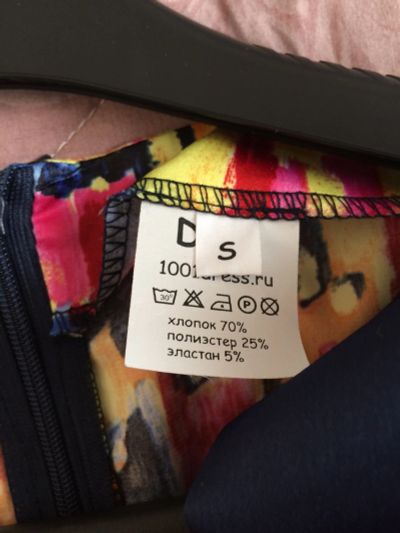 D
S
1001dress.ru
30°
P
хлопок 70%
полиэстер 25%
эластан 5%